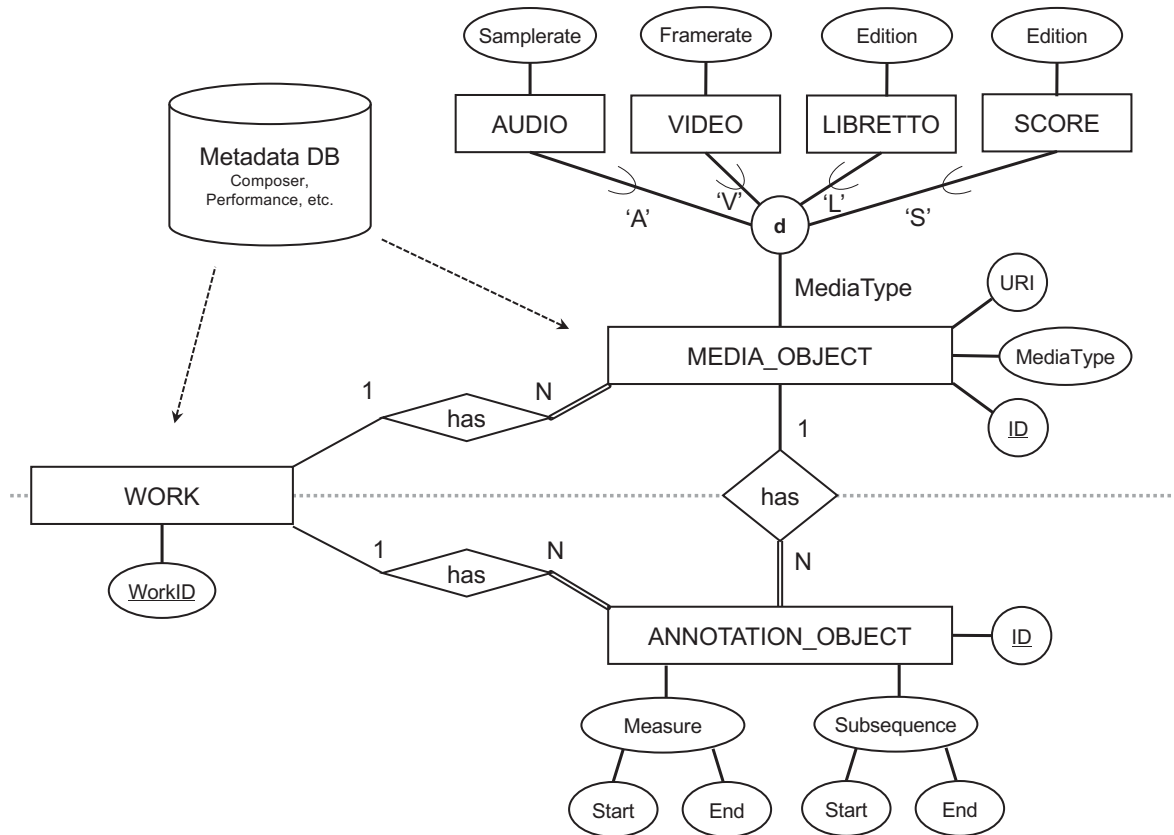 Samplerate
Framerate
Edition
Edition
AUDIO
VIDEO
LIBRETTO
SCORE
Metadata DB
Composer,
Performance, etc.
‘A’
‘V’
‘L’
‘S’
d
MediaType
URI
MEDIA_OBJECT
MediaType
ID
1
has
N
1
WORK
has
WorkID
1
has
N
N
ANNOTATION_OBJECT
ID
Measure
Subsequence
Start
End
Start
End